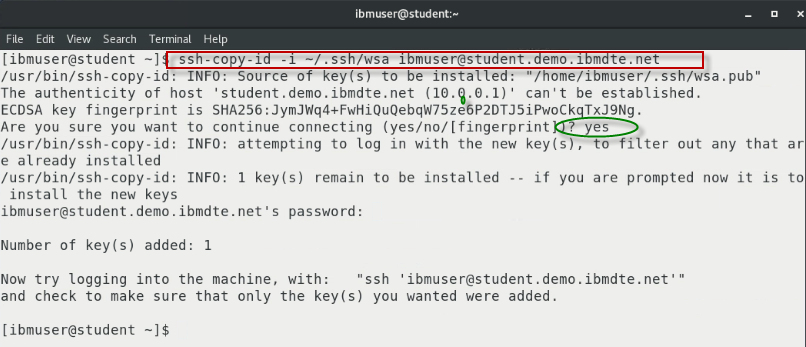 ibmuser@student:~
File Edit View Search Terminal Help
[ibmuser@student ~]$ ssh-copy-id -i ~/.ssh/wsa ibmuser@student.demo.ibmdte.net
/usr/bin/ssh-copy-id: INFO: Source of key(s) to be installed: "/home/ibmuser/.ssh/wsa.pub"
The authenticity of host 'student.demo.ibmdte.net (10.0.0.1)' can't be established.
ECDSA key fingerprint is SHA256:JymJWq4+FwHiQuQebqW75ze6P2DTJ5iPwoCkqTxJ9Ng.
Are you sure you want to continue connecting (yes/no/[fingerprint])? yes
/usr/bin/ssh-copy-id: INFO: attempting to log in with the new key(s), to filter out any that ar
e already installed
/usr/bin/ssh-copy-id: INFO: 1 key(s) remain to be installed -- if you are prompted now it is to
 install the new keys
ibmuser@student.demo.ibmdte.net's password:
Number of key(s) added: 1
Now try logging into the machine, with:   "ssh 'ibmuser@student.demo.ibmdte.net'"
and check to make sure that only the key(s) you wanted were added.
[ibmuser@student ~]$